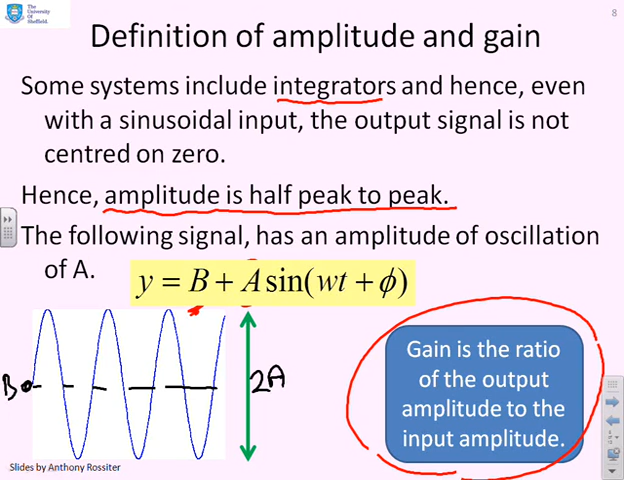 The
University
Of
Sheffield.
8
Definition of amplitude and gain
Some systems include integrators and hence, even
with a sinusoidal input, the output signal is not
centred on zero.
Hence, amplitude is half peak to peak.
The following signal, has an amplitude of oscillation
of A.
y = B + A sin(wt + ϕ)
B
2A
Gain is the ratio
of the output
amplitude to the
input amplitude.
Slides by Anthony Rossiter